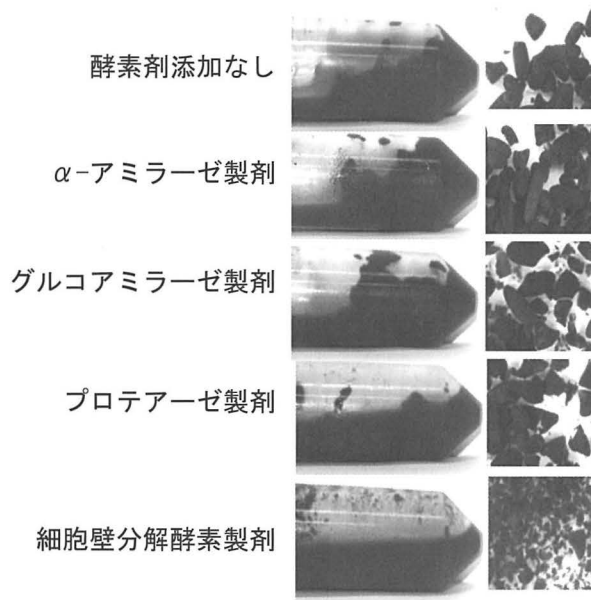 酵素剤添加なし
α-アミラーゼ製剤
グルコアミラーゼ製剤
プロテアーゼ製剤
細胞壁分解酵素製剤